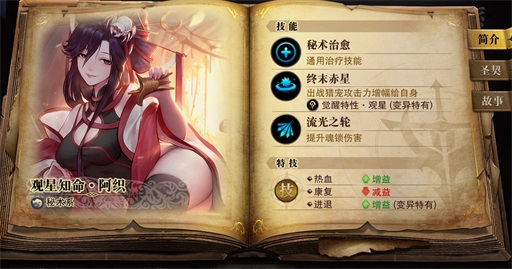 观星知命·阿织
秘术系
技能
秘术治愈
通用治疗技能
终末赤星
出战猎宠攻击力增幅给自身
觉醒特性·观星(变异特有)
流光之轮
提升魂锁伤害
特技
技
热血 增益
康复 减益
进退 增益 (变异特有)
简介
圣契
故事